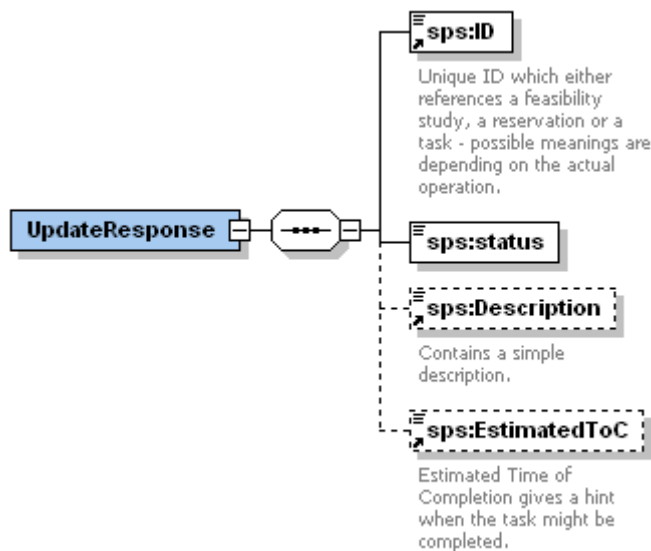 sps:ID
Unique ID which either
references a feasibility
study, a reservation or a
task - possible meanings are
depending on the actual
operation.
UpdateResponse
sps:status
sps:Description
Contains a simple
description.
sps:EstimatedToC
Estimated Time of
Completion gives a hint
when the task might be
completed.